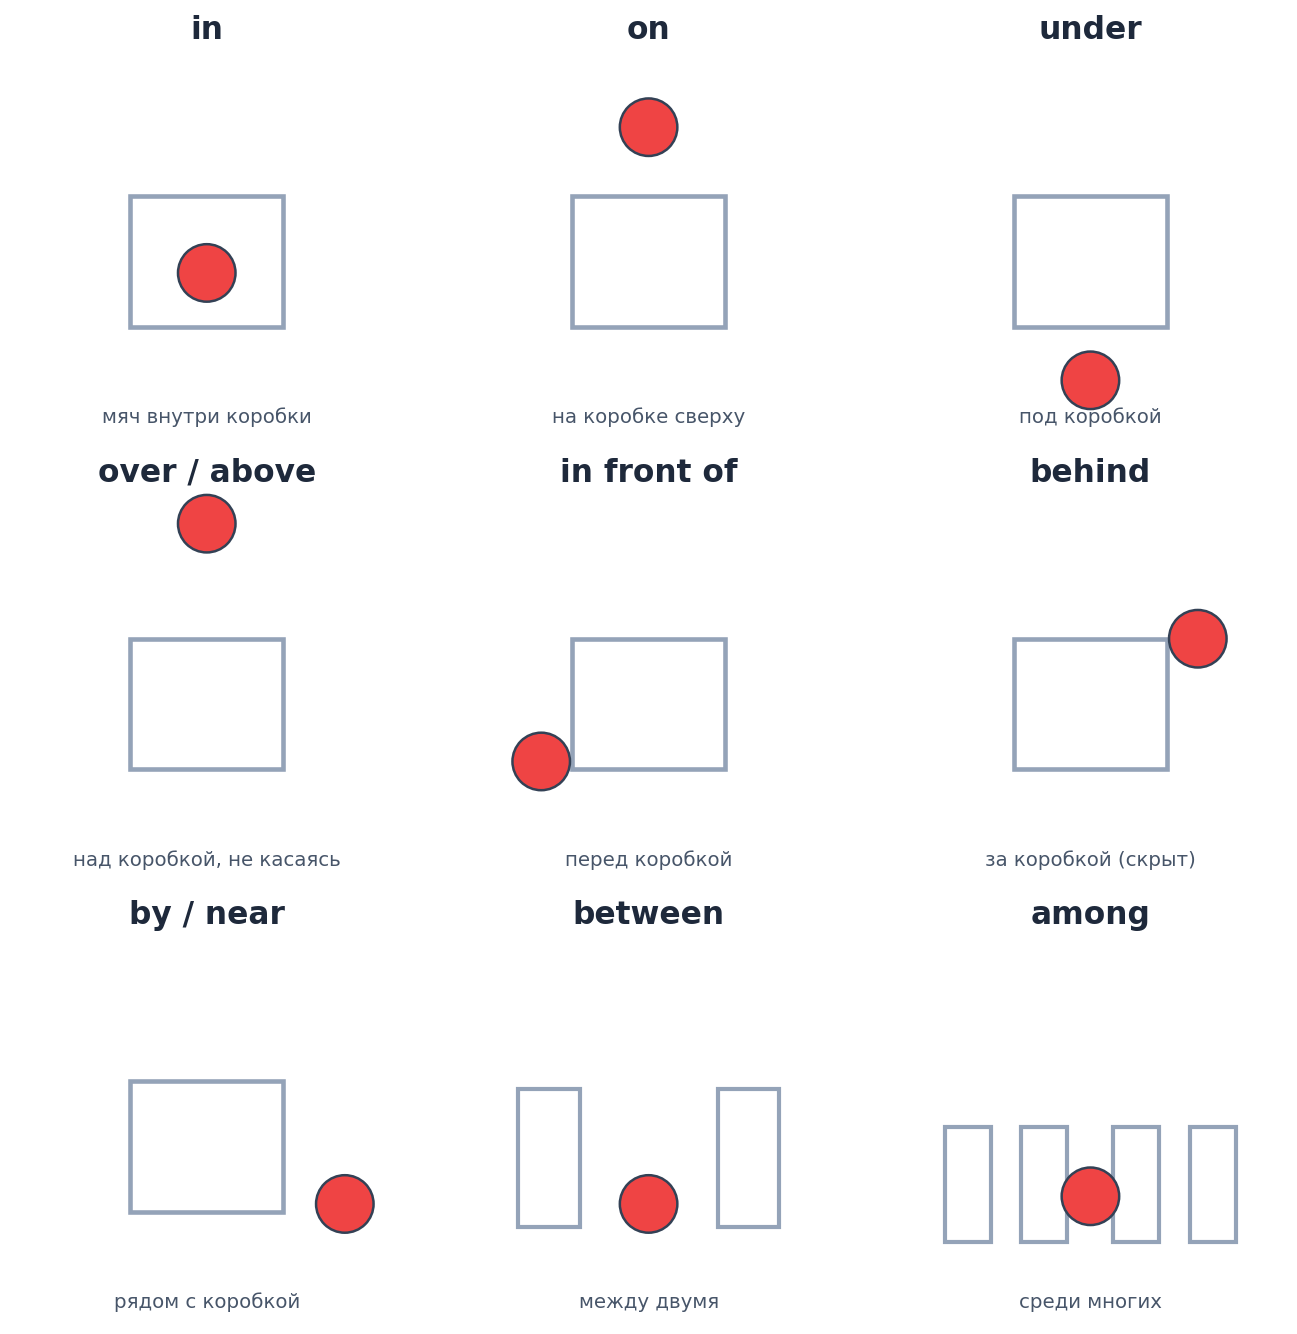 in
on
under
мяч внутри коробки
на коробке сверху
под коробкой
over / above
in front of
behind
над коробкой, не касаясь
перед коробкой
за коробкой (скрыт)
by / near
between
among
рядом с коробкой
между двумя
среди многих